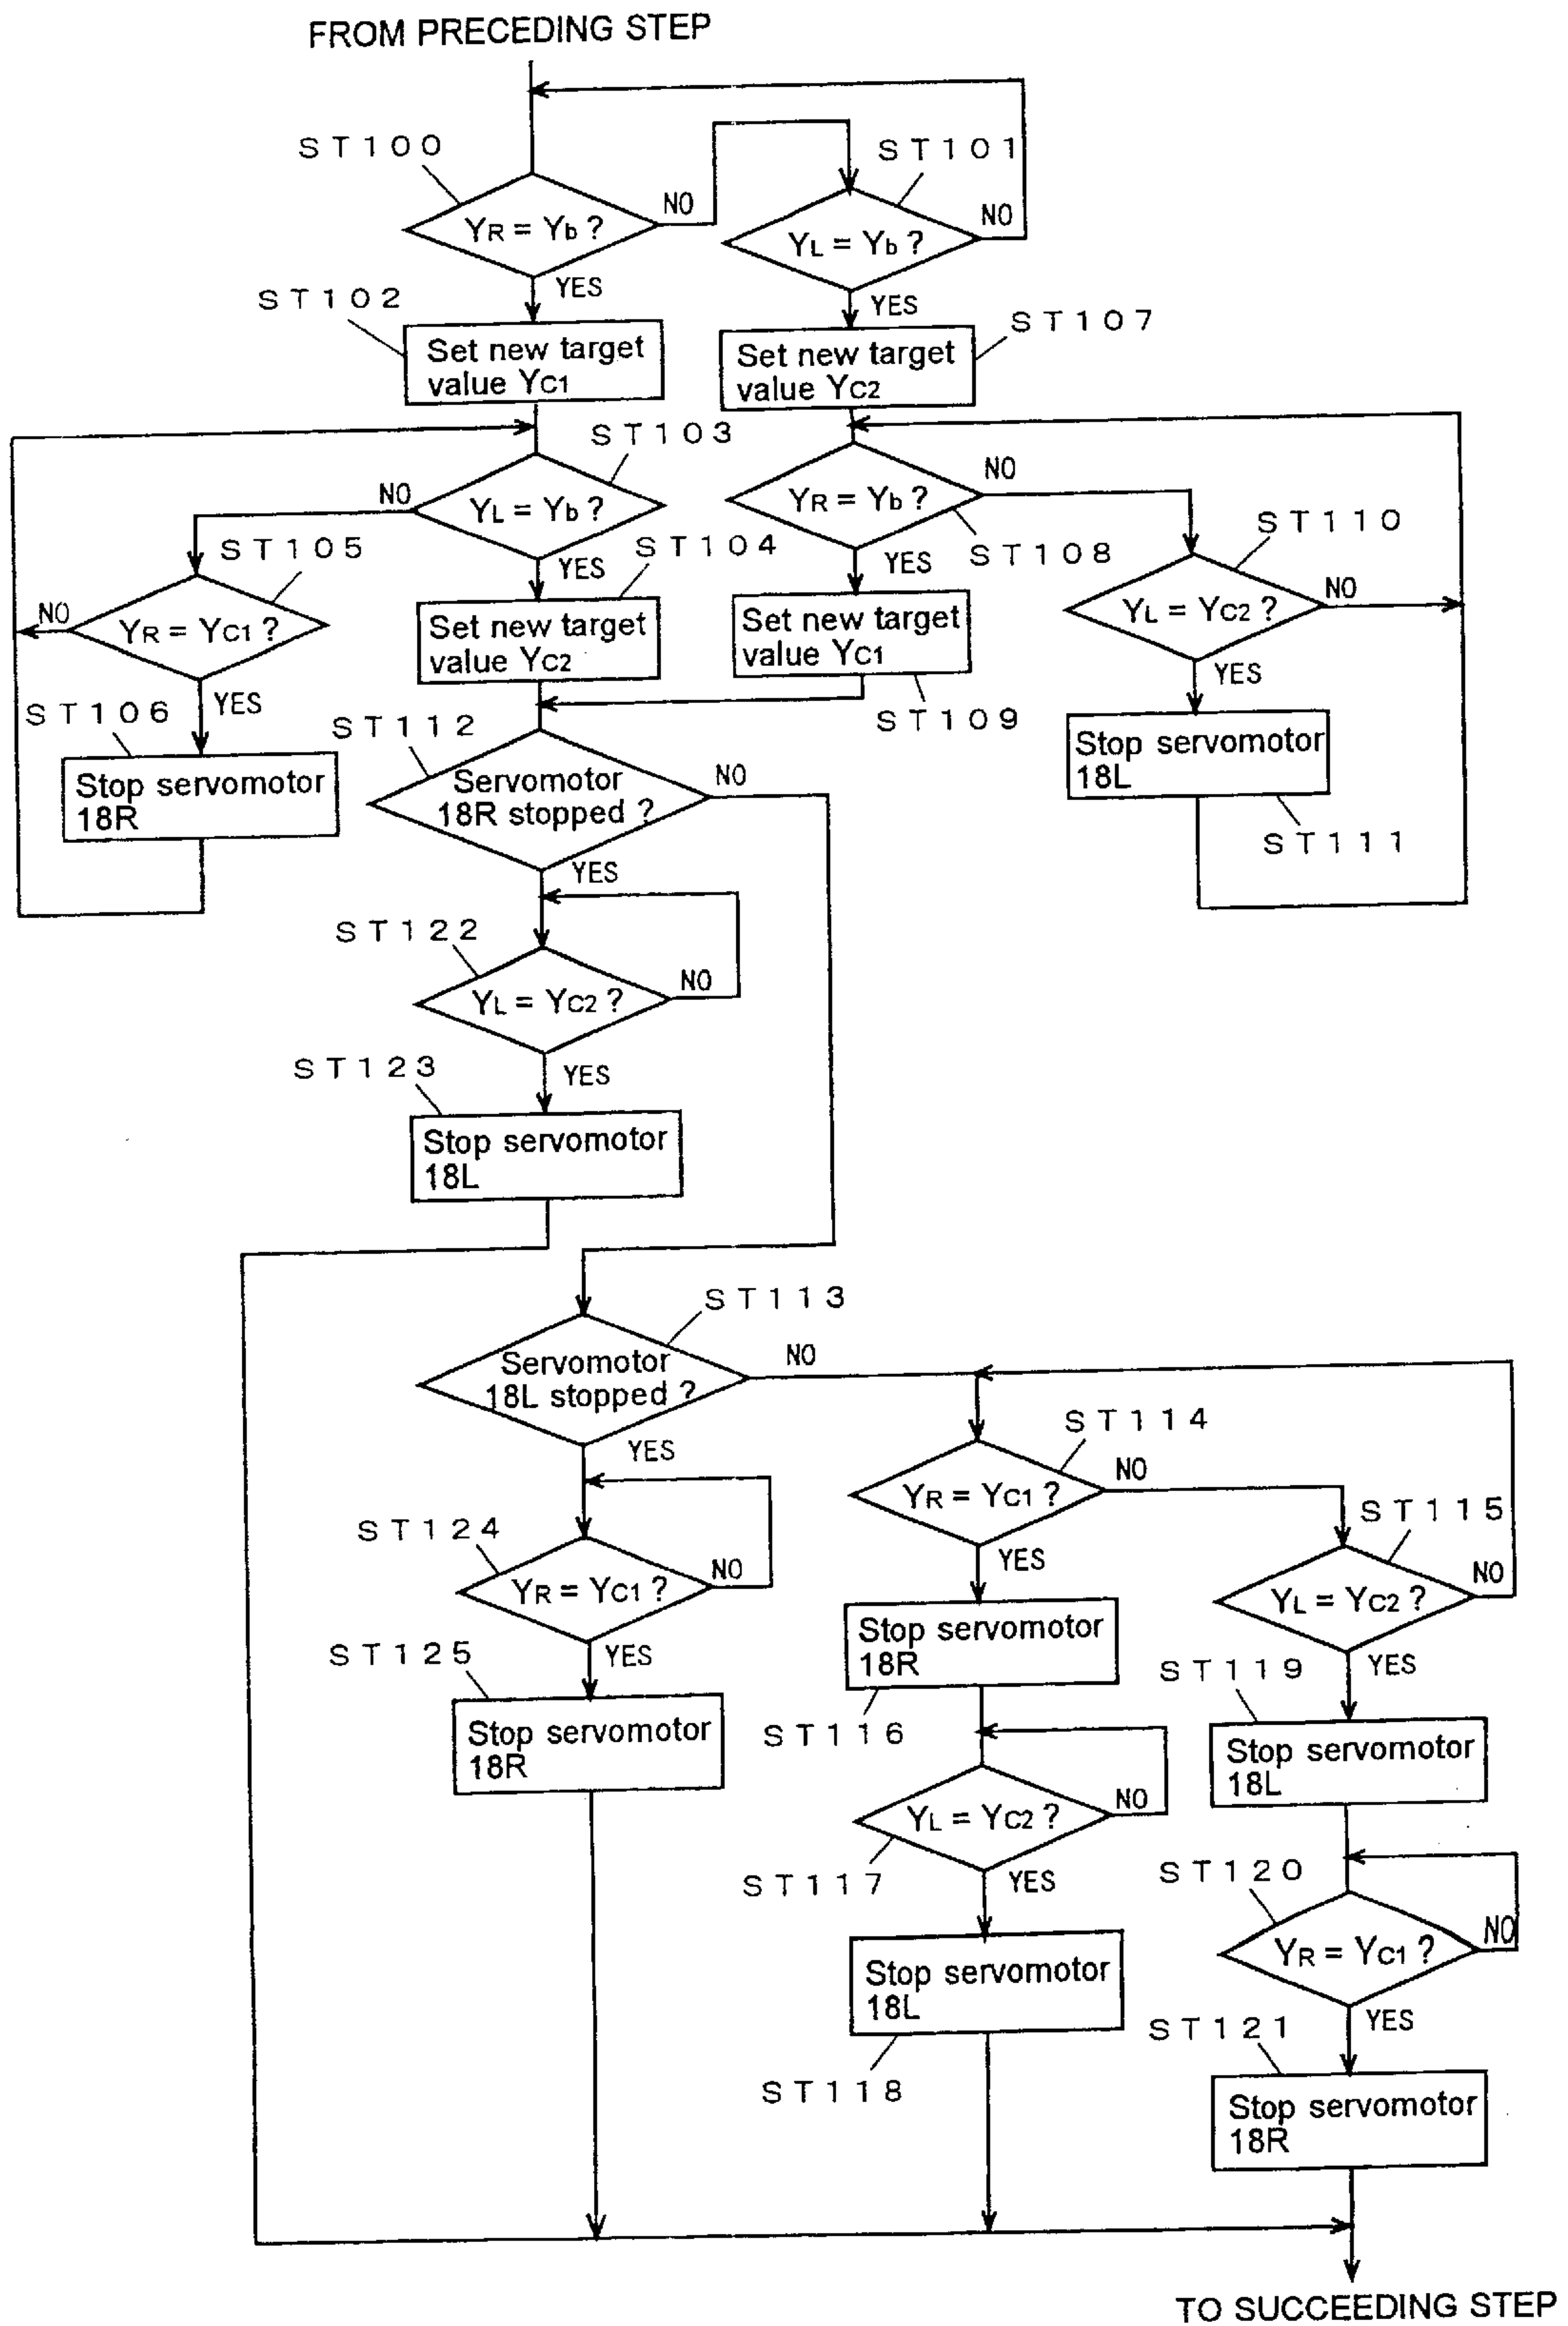 FROM PRECEDING STEP
ST100
NO
ST101
NO
YR = Yb ?
YL = Yb ?
YES
YES
ST102
ST107
Set new target
value YC1
Set new target
value YC2
ST103
NO
NO
YL = Yb ?
YR = Yb ?
ST110
ST105
ST104
YES
YES
ST108
NO
YR = YC1 ?
NO
YL = YC2 ?
Set new target
value YC2
Set new target
value YC1
YES
YES
ST106
ST112
ST109
Stop servomotor
18R
Servomotor
18R stopped ?
NO
Stop servomotor
18L
ST111
YES
ST122
YL = YC2 ?
NO
ST123
YES
Stop servomotor
18L
ST113
Servomotor
18L stopped ?
NO
ST114
YES
YR = YC1 ?
NO
ST115
ST124
YR = YC1 ?
NO
YES
YL = YC2 ?
NO
ST125
YES
Stop servomotor
18R
ST119
YES
Stop servomotor
18R
ST116
Stop servomotor
18L
YL = YC2 ?
NO
ST117
YES
ST120
YR = YC1 ?
NO
Stop servomotor
18L
YES
ST121
ST118
Stop servomotor
18R
TO SUCCEEDING STEP